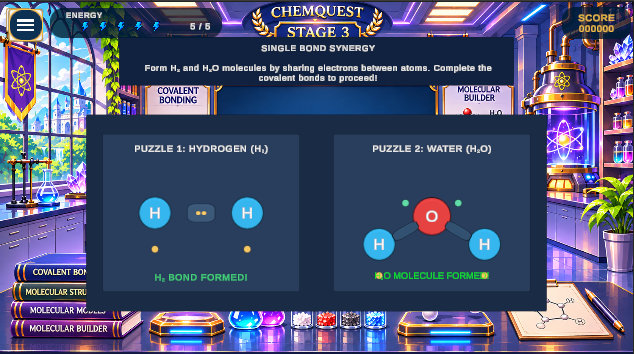 ENERGY
5 / 5
CHEMQUEST
STAGE 3
SCORE
000000
SINGLE BOND SYNERGY
Form H₂ and H₂O molecules by sharing electrons between atoms. Complete the
covalent bonds to proceed!
COVALENT
BONDING
MOLECULAR
BUILDER
H₂O
PUZZLE 1: HYDROGEN (H₂)
H
H
H₂ BOND FORMED!
PUZZLE 2: WATER (H₂O)
O
H
H
O MOLECULE FORMED
COVALENT BON
MOLECULAR STRU
MOLECULAR MODELS
MOLECULAR BUILDER